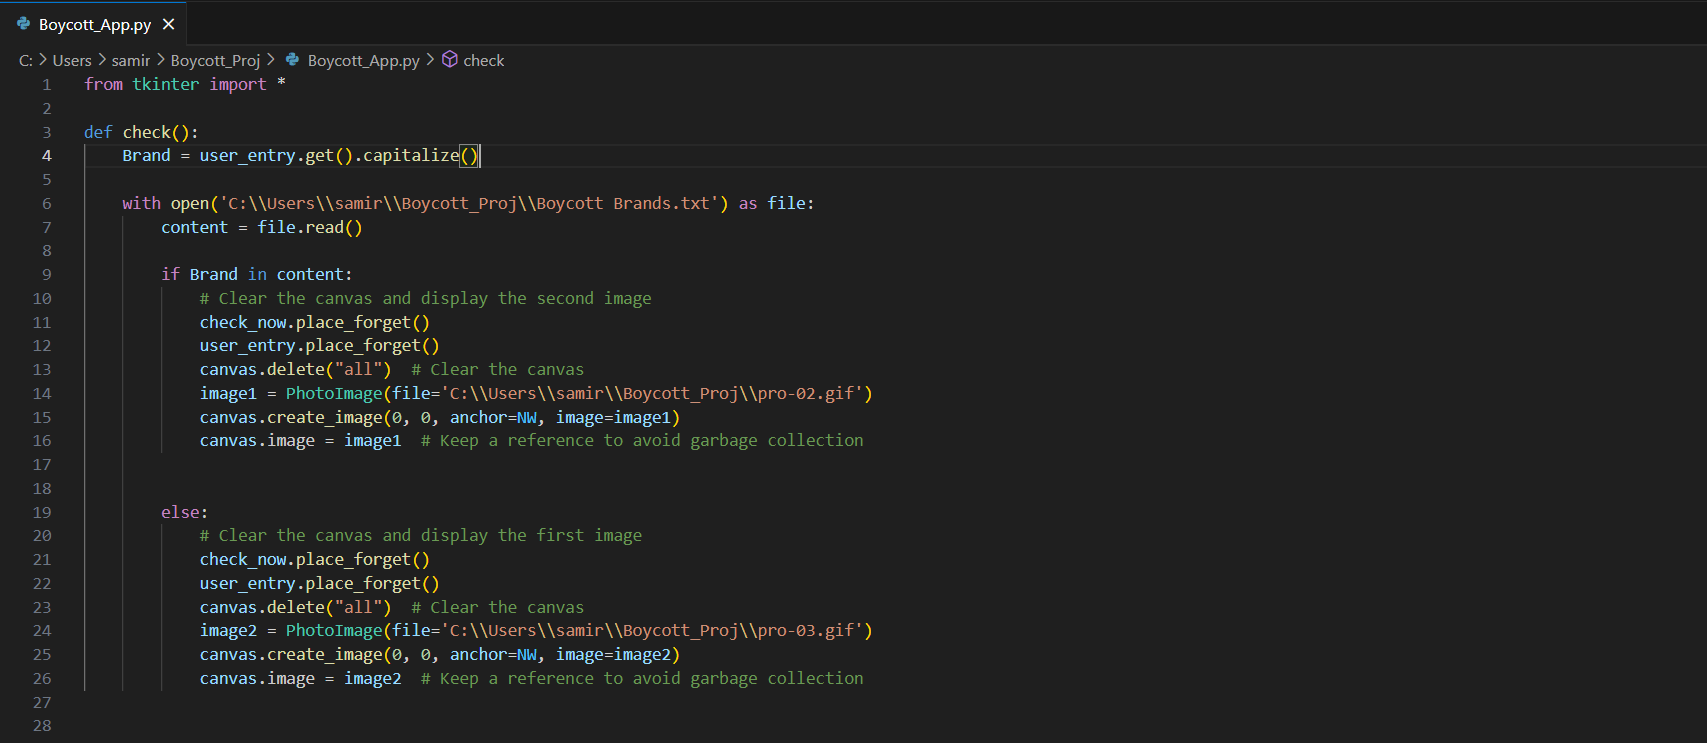 Boycott_App.py ×
C: > Users > samir > Boycott_Proj > Boycott_App.py > check
1 from tkinter import *
2
3 def check():
4     Brand = user_entry.get().capitalize()
5
6     with open('C:\\Users\\samir\\Boycott_Proj\\Boycott Brands.txt') as file:
7         content = file.read()
8
9         if Brand in content:
10             # Clear the canvas and display the second image
11             check_now.place_forget()
12             user_entry.place_forget()
13             canvas.delete("all")  # Clear the canvas
14             image1 = PhotoImage(file='C:\\Users\\samir\\Boycott_Proj\\pro-02.gif')
15             canvas.create_image(0, 0, anchor=NW, image=image1)
16             canvas.image = image1  # Keep a reference to avoid garbage collection
17
18
19         else:
20             # Clear the canvas and display the first image
21             check_now.place_forget()
22             user_entry.place_forget()
23             canvas.delete("all")  # Clear the canvas
24             image2 = PhotoImage(file='C:\\Users\\samir\\Boycott_Proj\\pro-03.gif')
25             canvas.create_image(0, 0, anchor=NW, image=image2)
26             canvas.image = image2  # Keep a reference to avoid garbage collection
27
28